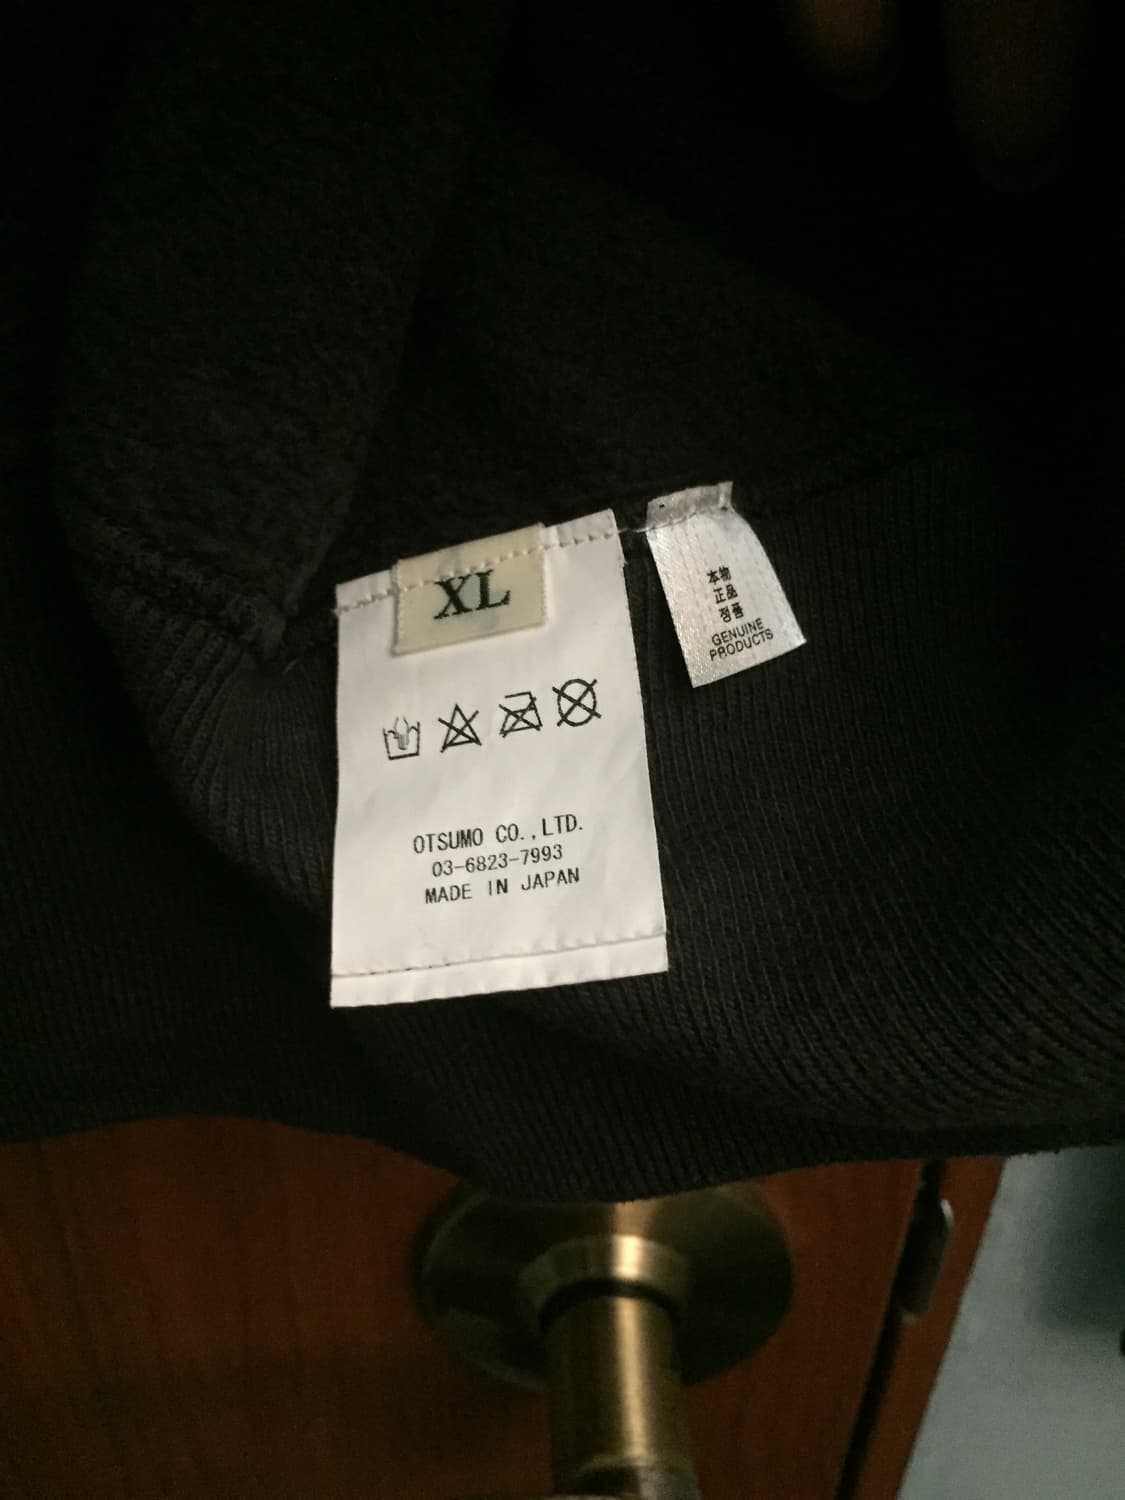 XL
OTSUMO CO.,LTD.
03-6823-7993
MADE IN JAPAN
本物
正品
정품
GENUINE
PRODUCTS